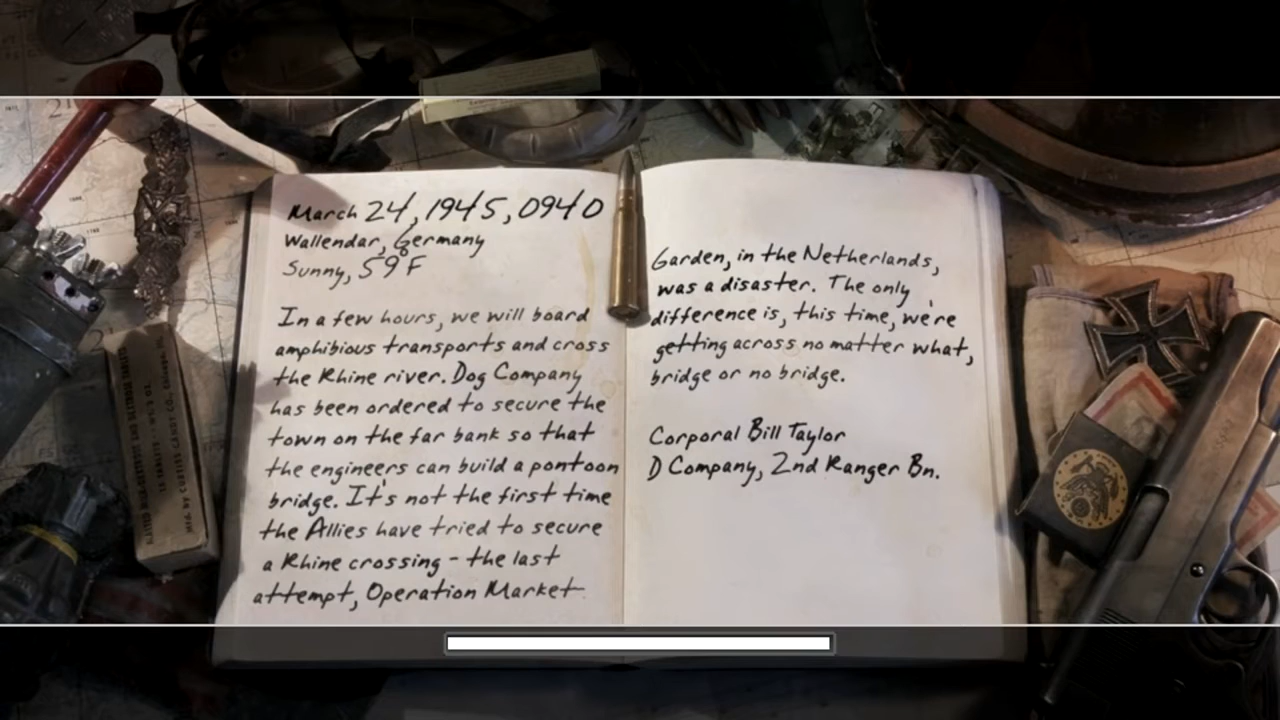 March 24, 1945, 0940
Wallendar, Germany
Sunny, 59°F
In a few hours, we will board
amphibious transports and cross
the Rhine river. Dog Company
has been ordered to secure the
town on the far bank so that
the engineers can build a pontoon
bridge. It's not the first time
the Allies have tried to secure
a Rhine crossing - the last
attempt, Operation Market
Garden, in the Netherlands,
was a disaster. The only
difference is, this time, we're
getting across no matter what,
bridge or no bridge.
Corporal Bill Taylor
D Company, 2nd Ranger Bn.